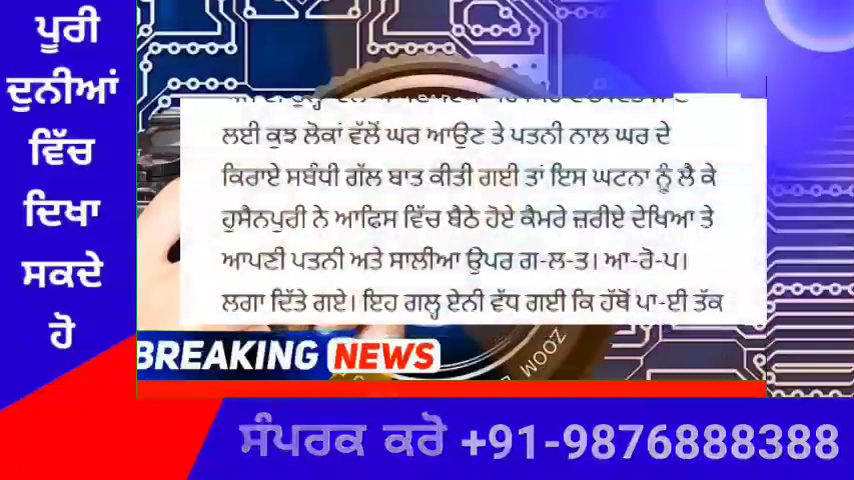 ਪੂਰੀ
ਦੁਨੀਆਂ
ਵਿੱਚ
ਦਿਖਾ
ਸਕਦੇ
ਹੋ
ਲਈ ਕੁਝ ਲੋਕਾਂ ਵੱਲੋਂ ਘਰ ਆਉਣ ਤੇ ਪਤਨੀ ਨਾਲ ਘਰ ਦੇ
ਕਿਰਾਏ ਸਬੰਧੀ ਗੱਲ ਬਾਤ ਕੀਤੀ ਗਈ ਤਾਂ ਇਸ ਘਟਨਾ ਨੂੰ ਲੈ ਕੇ
ਹੁਸੈਨਪੁਰੀ ਨੇ ਆਫਿਸ ਵਿੱਚ ਬੈਠੇ ਹੋਏ ਕੈਮਰੇ ਜ਼ਰੀਏ ਦੇਖਿਆ ਤੇ
ਆਪਣੀ ਪਤਨੀ ਅਤੇ ਸਾਲੀਆ ਉਪਰ ਗ-ਲ-ਤ। ਆ-ਰੋ-ਪ।
ਲਗਾ ਦਿੱਤੇ ਗਏ। ਇਹ ਗਲ੍ਹ ਏਨੀ ਵੱਧ ਗਈ ਕਿ ਹੱਥੋਂ ਪਾ-ਈ ਤੱਕ
BREAKING NEWS
ZOOM
ਸੰਪਰਕ ਕਰੋ +91-9876888388